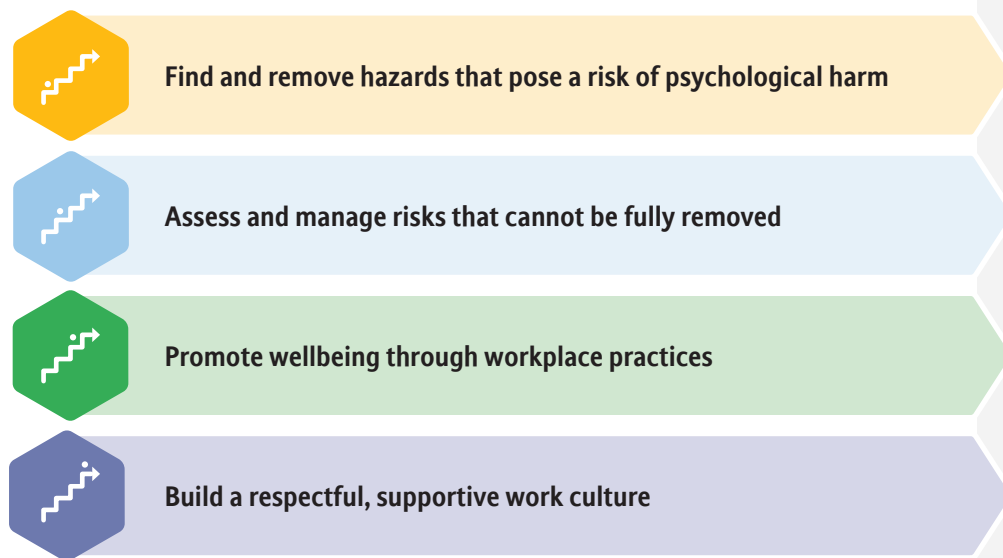 Find and remove hazards that pose a risk of psychological harm
Assess and manage risks that cannot be fully removed
Promote wellbeing through workplace practices
Build a respectful, supportive work culture